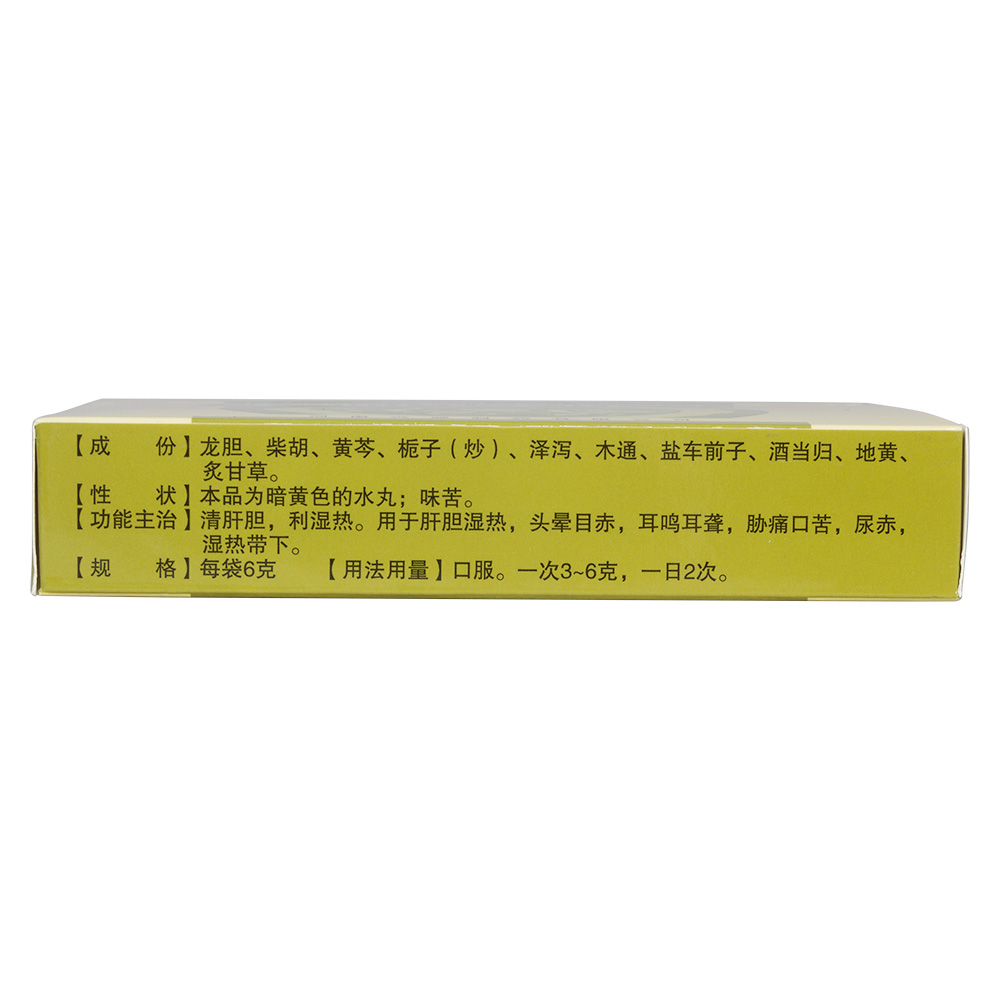 【成　　份】龙胆、柴胡、黄芩、栀子（炒）、泽泻、木通、盐车前子、酒当归、地黄、
炙甘草。
【性　　状】本品为暗黄色的水丸；味苦。
【功能主治】清肝胆，利湿热。用于肝胆湿热，头晕目赤，耳鸣耳聋，胁痛口苦，尿赤，
湿热带下。
【规　　格】每袋6克　　【用法用量】口服。一次3~6克，一日2次。